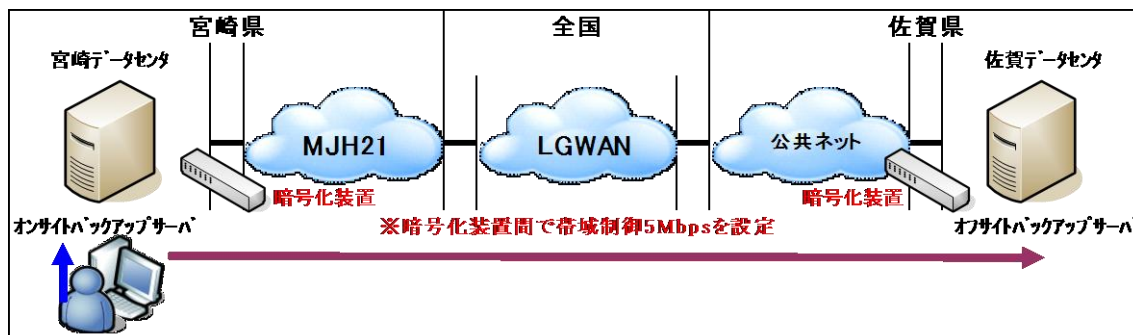 宮崎県
全国
佐賀県
宮崎ﾃﾞｰﾀｾﾝﾀ
佐賀ﾃﾞｰﾀｾﾝﾀ
MJH21
LGWAN
公共ネット
暗号化装置
暗号化装置
ｵﾝｻｲﾄﾊﾞｯｸｱｯﾌﾟｻｰﾊﾞ
※暗号化装置間で帯域制御5Mbpsを設定
ｵﾌｻｲﾄﾊﾞｯｸｱｯﾌﾟｻｰﾊﾞ